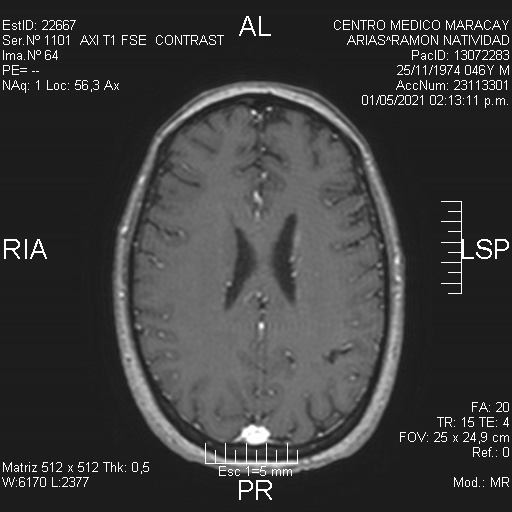 EstID: 22667
Ser.Nº 1101 AXI T1 FSE CONTRAST
Ima.Nº 64
PE= --
NAq: 1 Loc: 56,3 Ax
AL
CENTRO MEDICO MARACAY
ARIAS^RAMON NATIVIDAD
PacID: 13072283
25/11/1974 046Y M
AccNum: 23113301
01/05/2021 02:13:11 p.m.
RIA
LSP
FA: 20
TR: 15 TE: 4
FOV: 25 x 24,9 cm
Ref.: 0
Matriz 512 x 512 Thk: 0,5
W:6170 L:2377
Esc 1=5 mm
PR
Mod.: MR